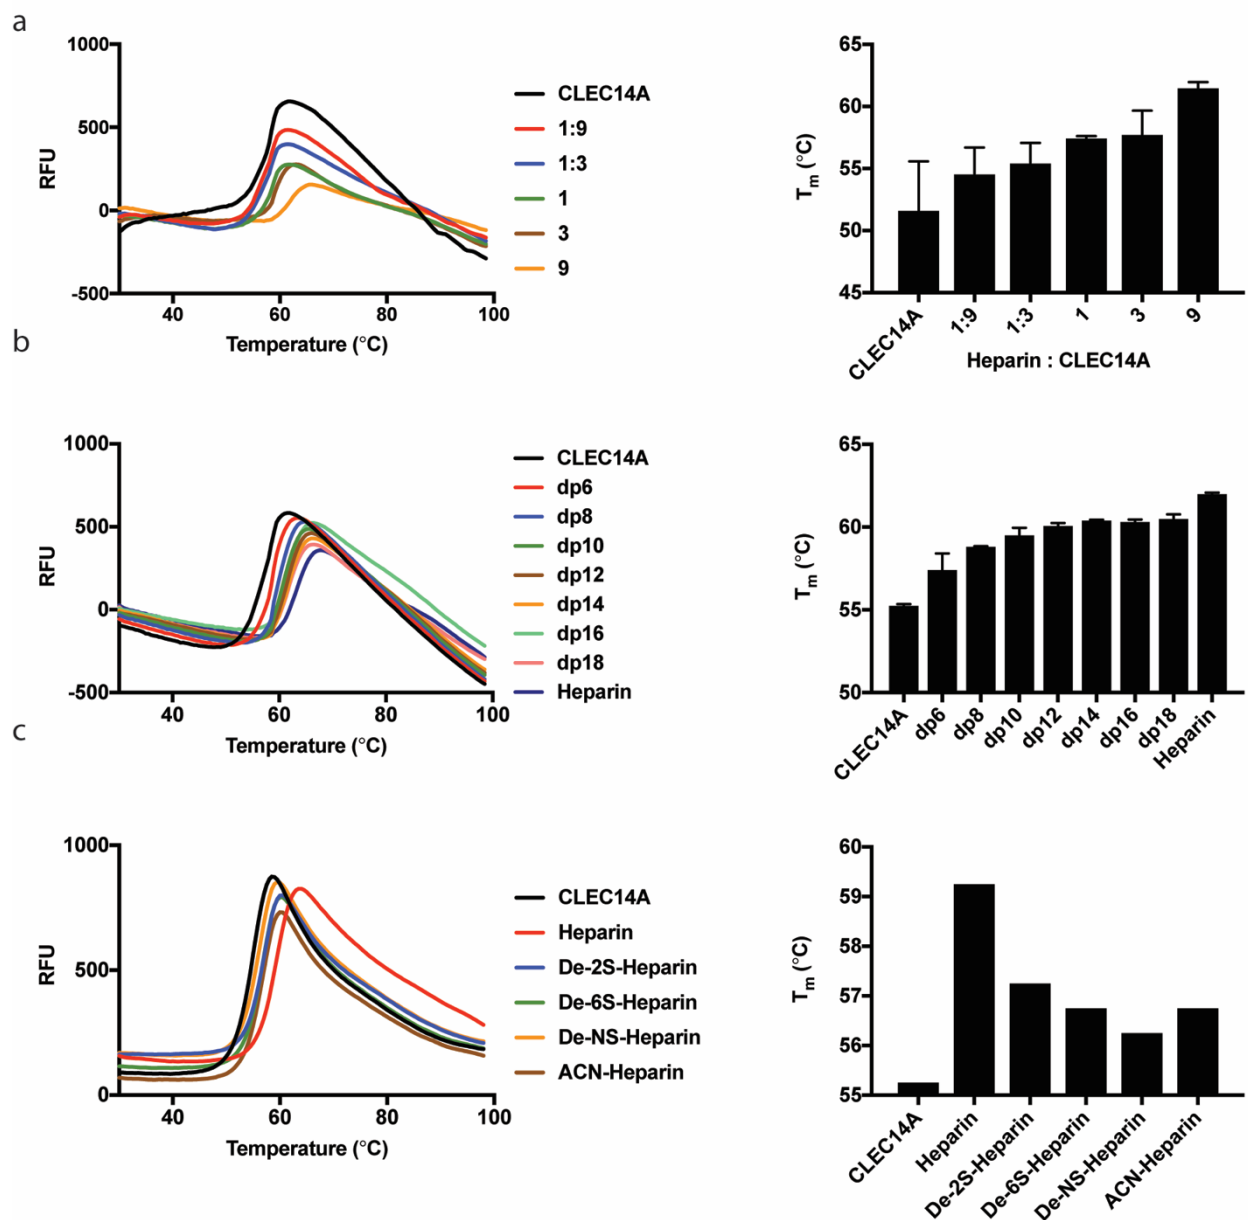 a
1000
500
0
-500
RFU
40
60
80
100
Temperature (°C)
CLEC14A
1:9
1:3
1
3
9
65
60
55
50
45
Tm (°C)
CLEC14A
1:9
1:3
1
3
9
Heparin : CLEC14A
b
1000
500
0
-500
RFU
40
60
80
100
Temperature (°C)
CLEC14A
dp6
dp8
dp10
dp12
dp14
dp16
dp18
Heparin
65
60
55
50
Tm (°C)
CLEC14A
dp6
dp8
dp10
dp12
dp14
dp16
dp18
Heparin
c
1000
500
0
RFU
40
60
80
100
Temperature (°C)
CLEC14A
Heparin
De-2S-Heparin
De-6S-Heparin
De-NS-Heparin
ACN-Heparin
60
59
58
57
56
55
Tm (°C)
CLEC14A
Heparin
De-2S-Heparin
De-6S-Heparin
De-NS-Heparin
ACN-Heparin